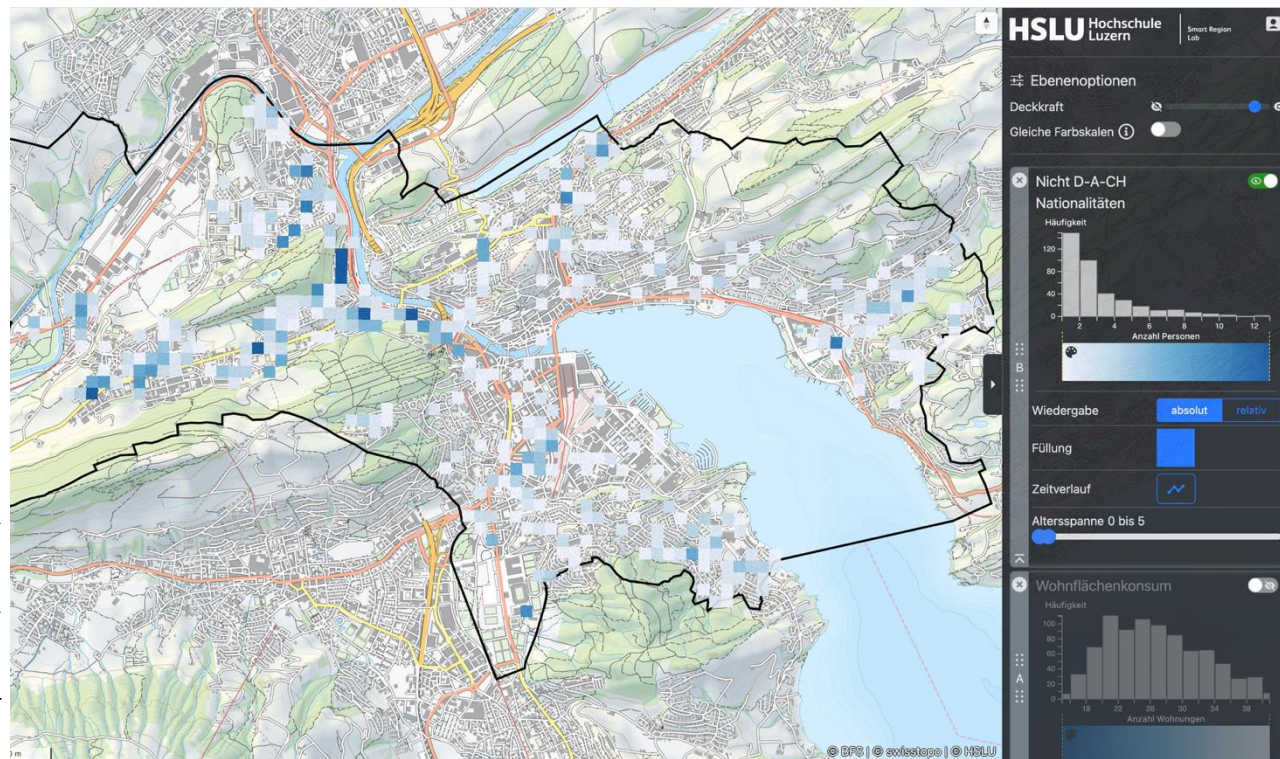 HSLU Hochschule
Luzern
Smart Region
Lab
Ebenenoptionen
Deckkraft
Gleiche Farbskalen
Nicht D-A-CH
Nationalitäten
Häufigkeit
120
80
40
0
2 4 6 8 10 12
Anzahl Personen
B
Wiedergabe absolut relativ
Füllung
Zeitverlauf
Altersspanne 0 bis 5
Wohnflächenkonsum
Häufigkeit
100
80
60
40
20
0
18 22 26 30 34 38
Anzahl Wohnungen
A
© BFS | © swisstopo | © HSLU